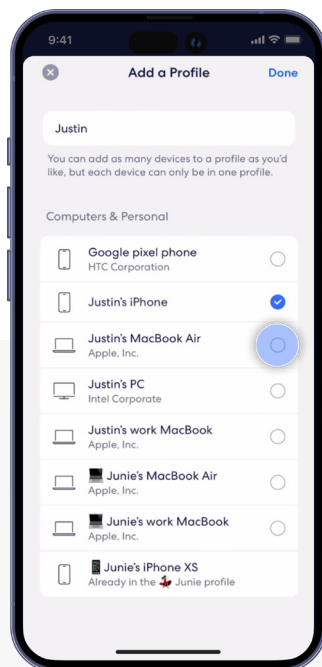 9:41
Add a Profile
Done
Justin
You can add as many devices to a profile as you'd
like, but each device can only be in one profile.
Computers & Personal
Google pixel phone
HTC Corporation
Justin's iPhone
Justin's MacBook Air
Apple, Inc.
Justin's PC
Intel Corporate
Justin's work MacBook
Apple, Inc.
Junie's MacBook Air
Apple, Inc.
Junie's work MacBook
Apple, Inc.
Junie's iPhone XS
Already in the 💃 Junie profile